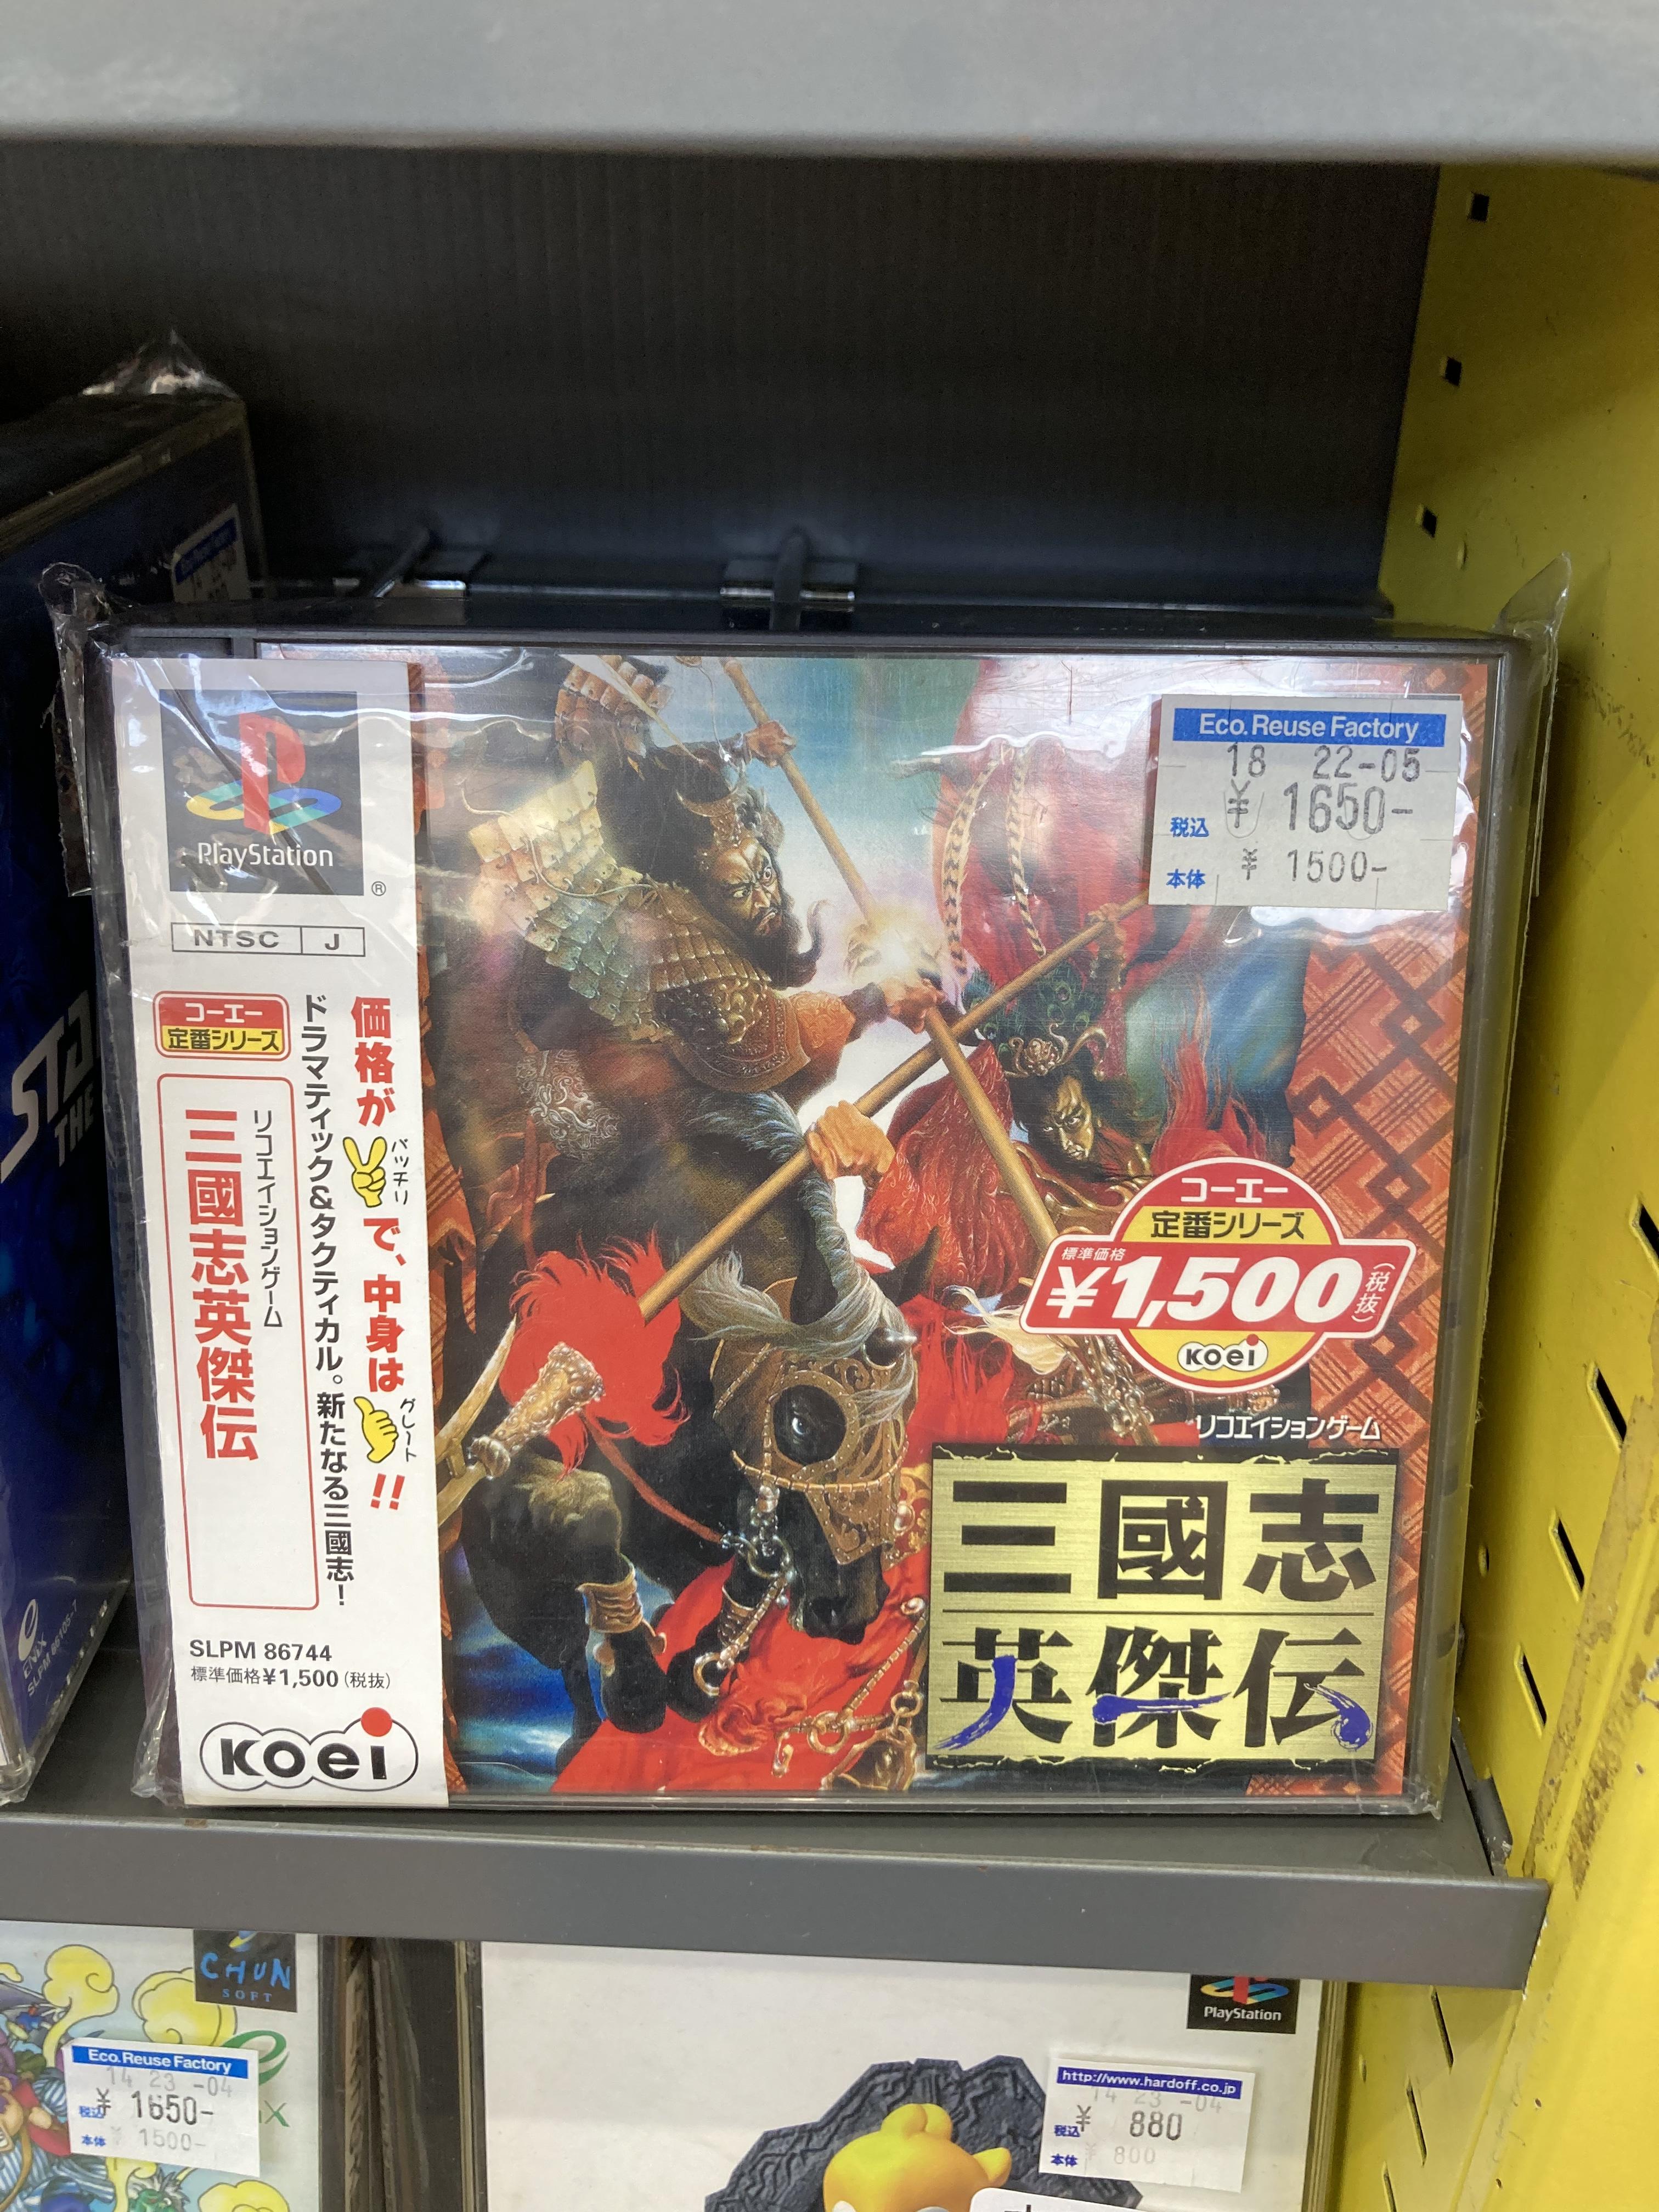 PlayStation
®
NTSC J
コーエー
定番シリーズ
リコエイションゲーム
三國志英傑伝
価格が
バッチリ
で、中身は
グレート
!!
ドラマティック&タクティカル。新たなる三國志!
SLPM 86744
標準価格¥1,500(税抜)
KOEI
Eco.Reuse Factory
18 22-05
税込 ¥ 1650-
本体 ¥ 1500-
コーエー
定番シリーズ
標準価格
¥1,500(税抜)
KOEI
リコエイションゲーム
三國志
英傑伝
THE
ENIX
SLPM 86105-7
CHUN
SOFT
Eco.Reuse Factory
14 23 -04
税込 ¥ 1650-
本体 ¥ 1500-
PlayStation
http://www.hardoff.co.jp
14 23 -04
税込 ¥ 880
本体 ¥ 800